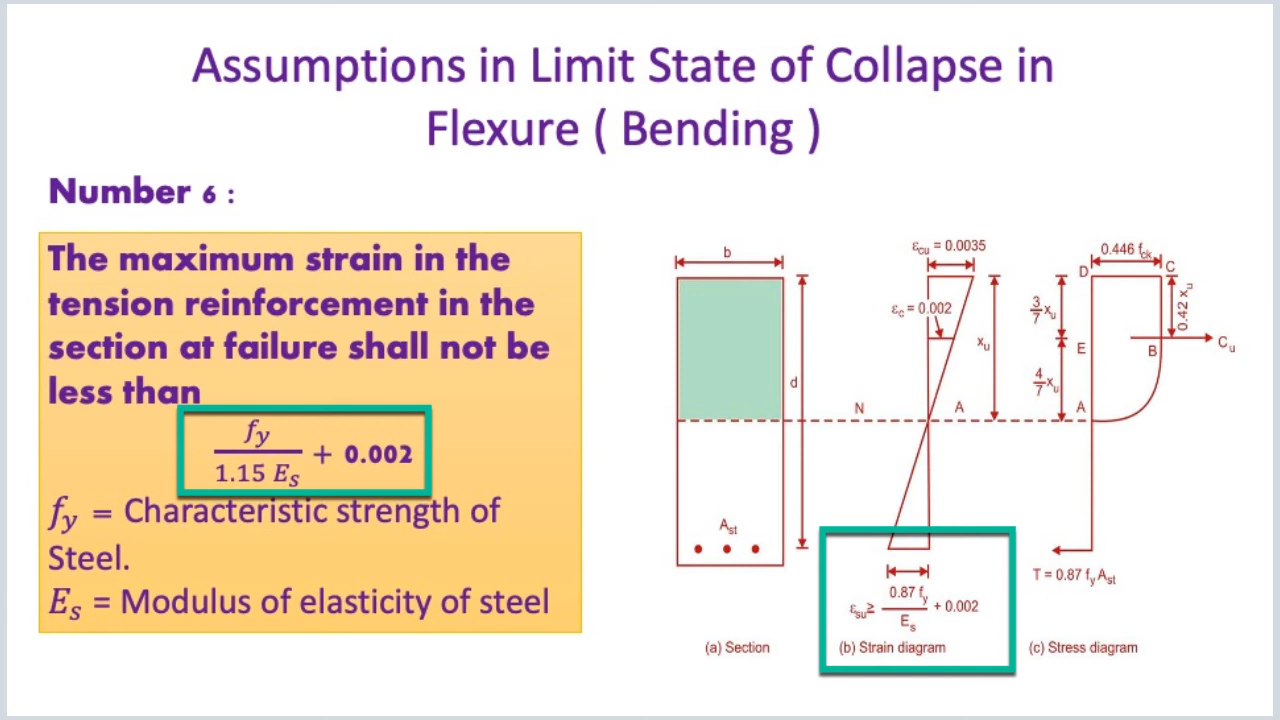 Assumptions in Limit State of Collapse in
Flexure ( Bending )
Number 6 :
The maximum strain in the
tension reinforcement in the
section at failure shall not be
less than
f_y / 1.15 E_s + 0.002
f_y = Characteristic strength of
Steel.
E_s = Modulus of elasticity of steel
b
d
A_st
(a) Section
ε_cu = 0.0035
ε_c = 0.002
x_u
N
A
ε_su ≥ 0.87 f_y / E_s + 0.002
(b) Strain diagram
0.446 f_ck
D
C
3/7 x_u
0.42 x_u
E
B
C_u
4/7 x_u
A
T = 0.87 f_y A_st
(c) Stress diagram